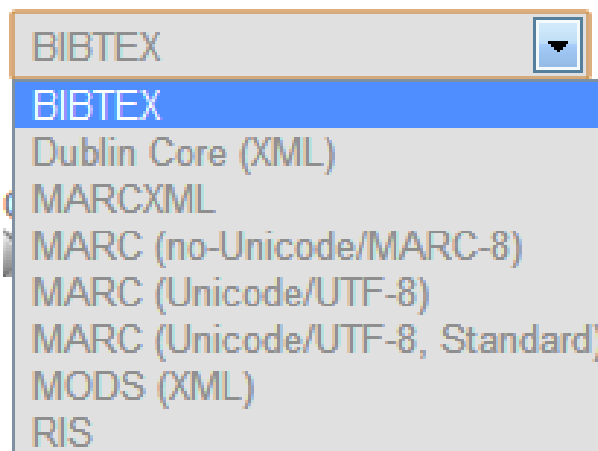 BIBTEX
BIBTEX
Dublin Core (XML)
MARCXML
MARC (no-Unicode/MARC-8)
MARC (Unicode/UTF-8)
MARC (Unicode/UTF-8, Standard)
MODS (XML)
RIS